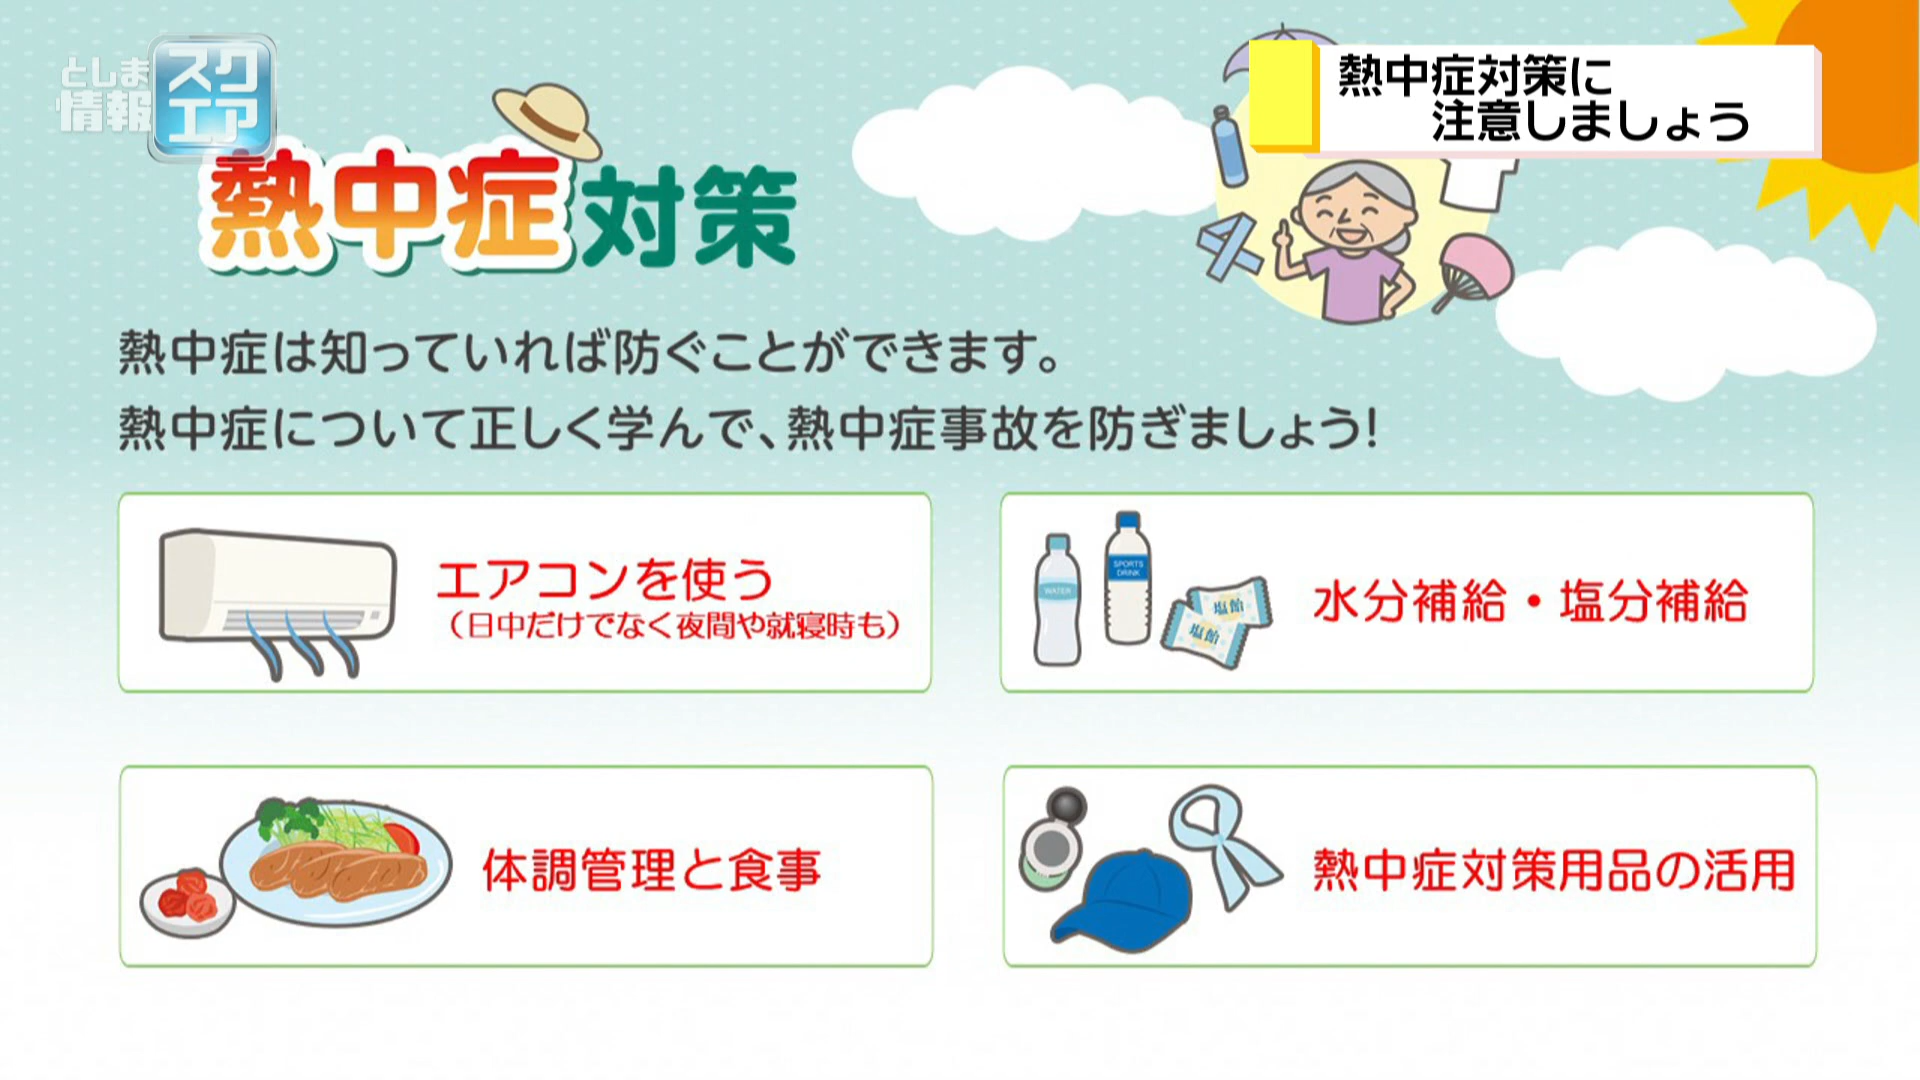 としま
情報
スク
エア
熱中症対策に
注意しましょう
熱中症対策
熱中症は知っていれば防ぐことができます。
熱中症について正しく学んで、熱中症事故を防ぎましょう!
エアコンを使う
（日中だけでなく夜間や就寝時も）
WATER
SPORTS
DRINK
塩飴
塩飴
水分補給・塩分補給
体調管理と食事
熱中症対策用品の活用